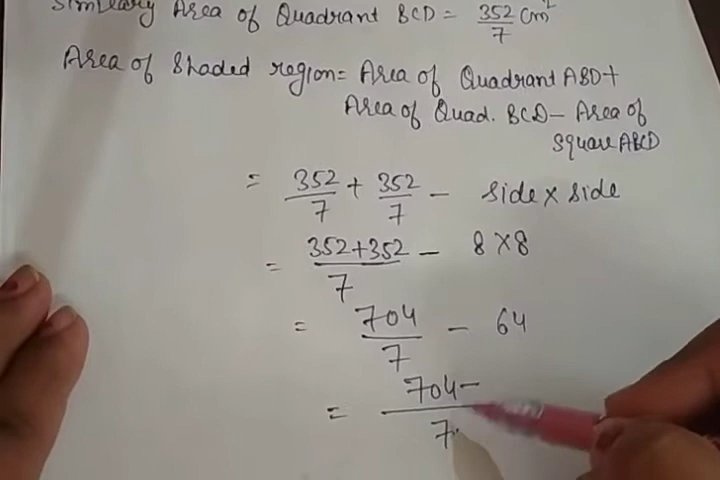 Similarly Area of Quadrant BCD = 352/7 cm²
Area of Shaded region = Area of Quadrant ABD +
Area of Quad. BCD - Area of
Square ABCD
= 352/7 + 352/7 - side × side
= 352+352/7 - 8 × 8
= 704/7 - 64
= 704-/7